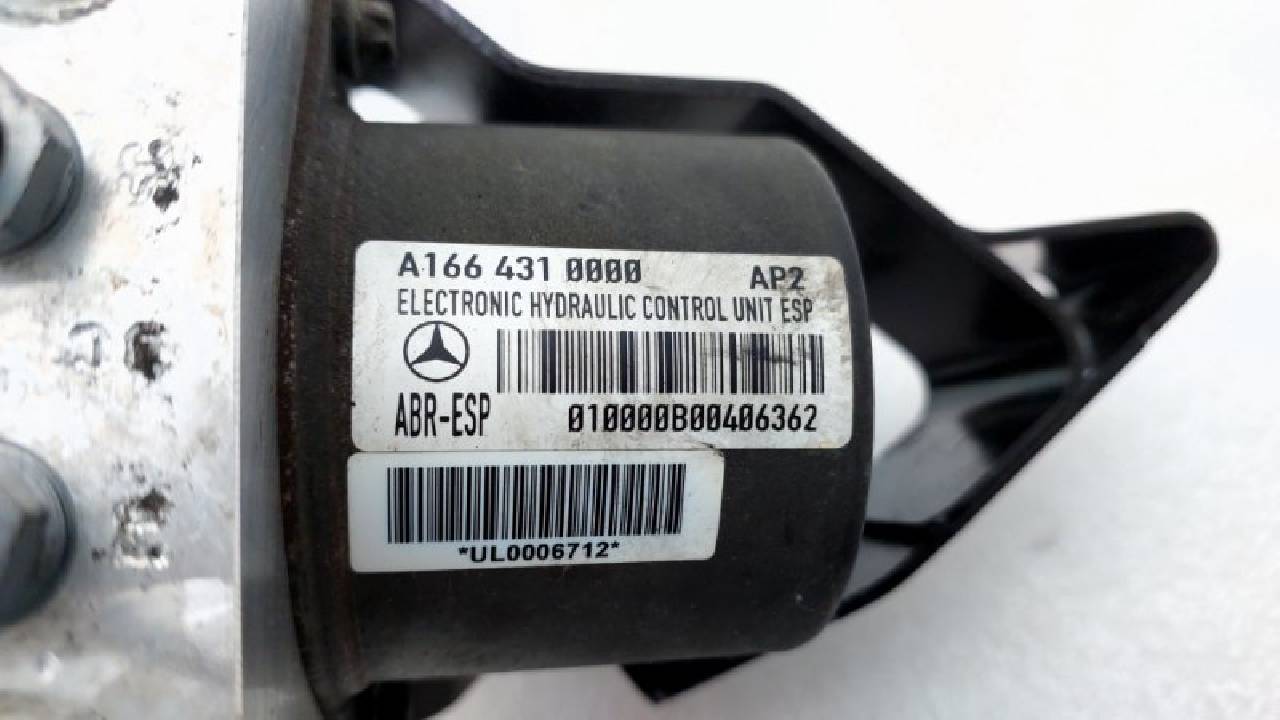 A166 431 0000 AP2
ELECTRONIC HYDRAULIC CONTROL UNIT ESP
ABR-ESP 010000B00406362
*UL0006712*